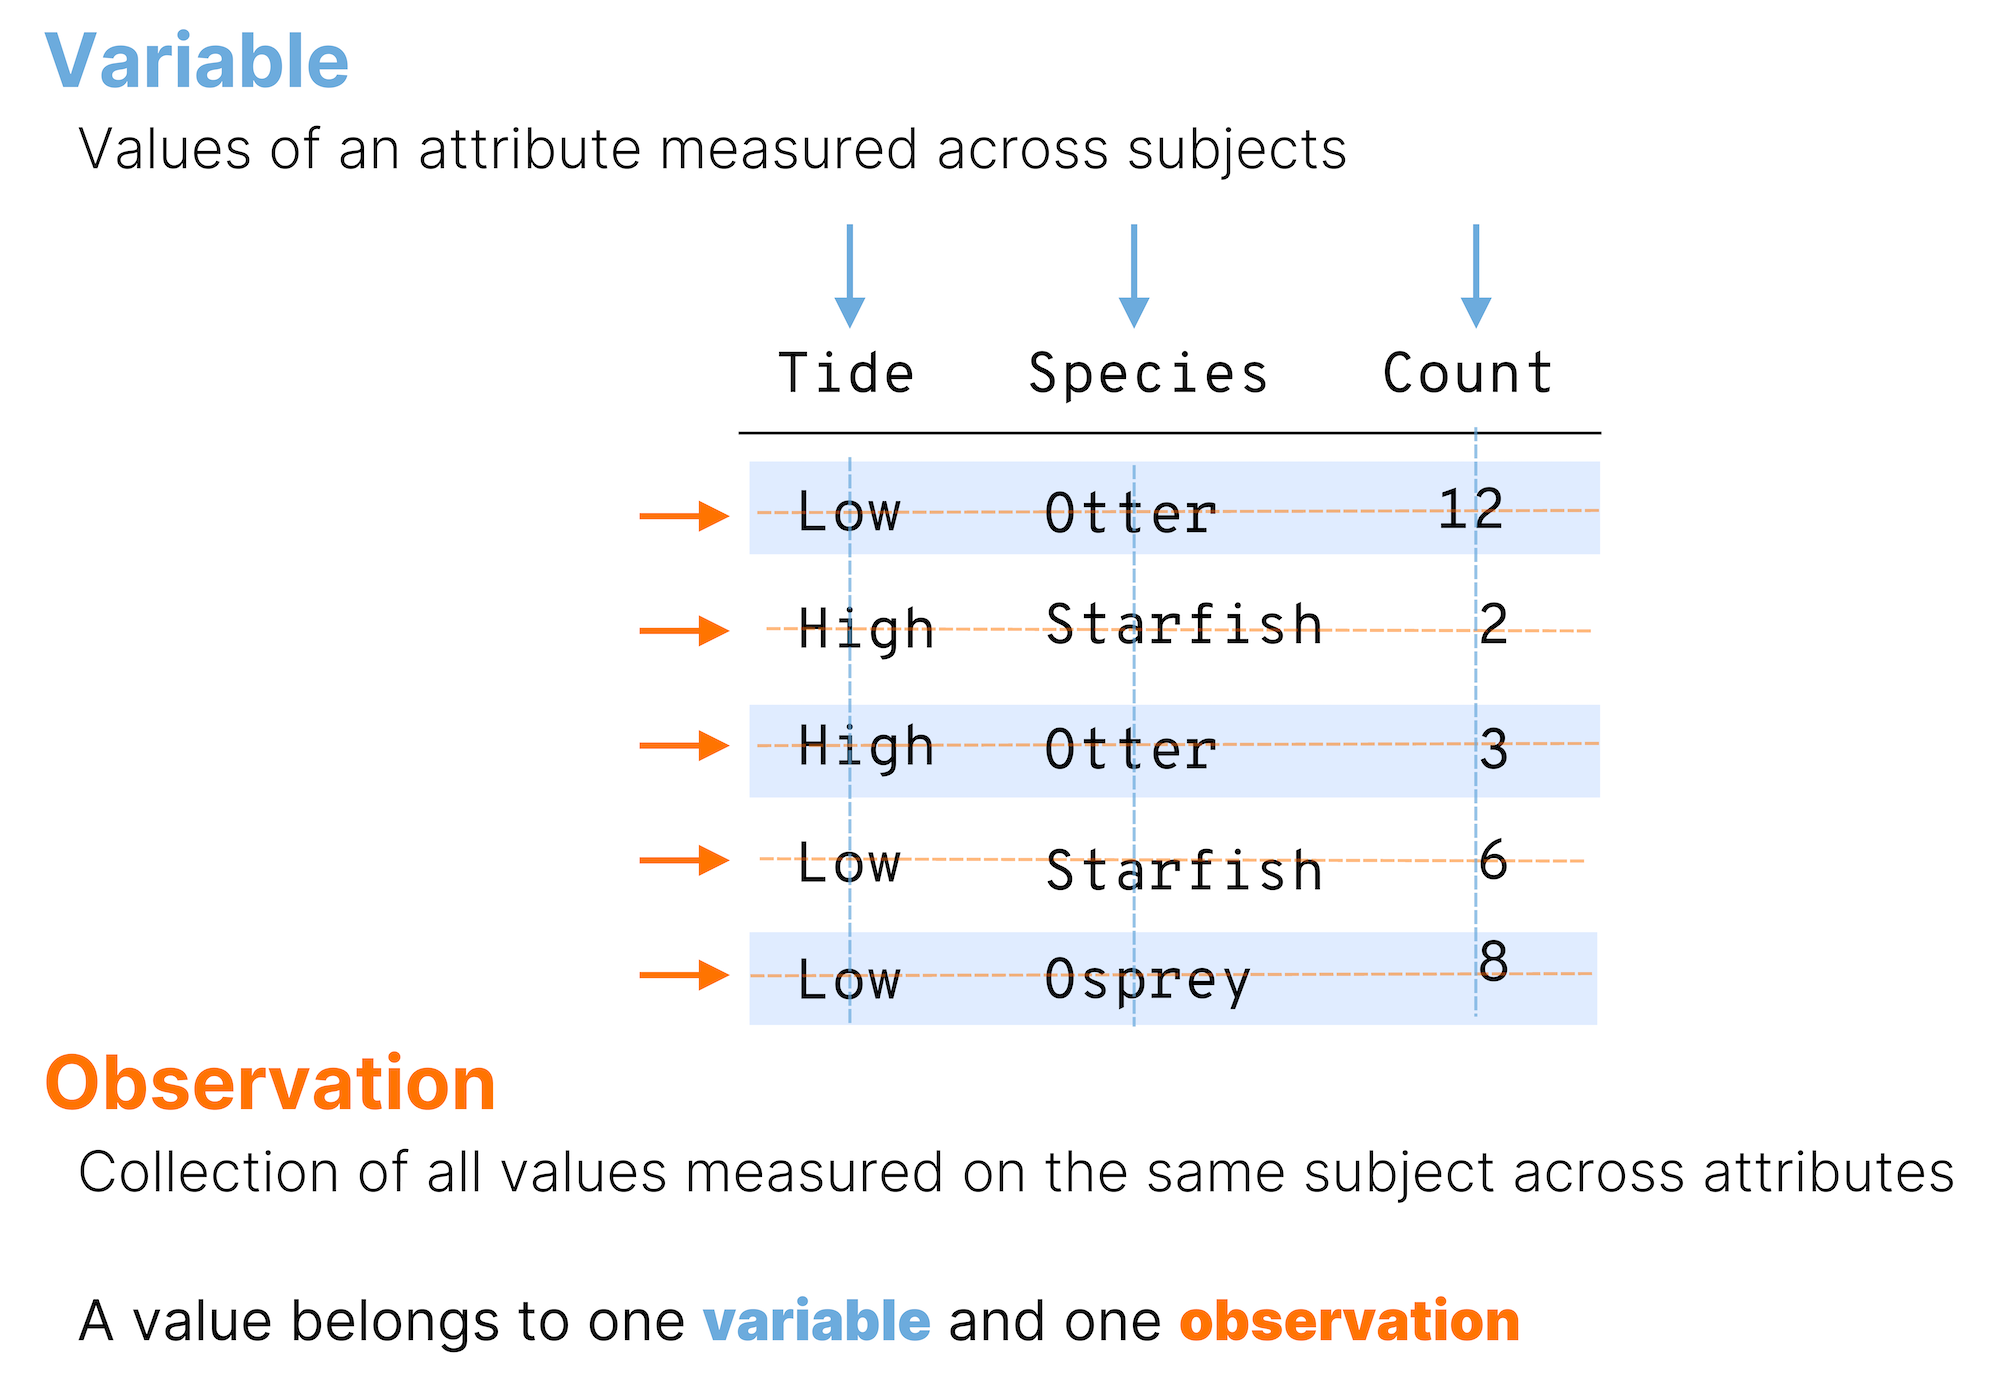 Variable
Values of an attribute measured across subjects
Tide Species Count
Low Otter 12
High Starfish 2
High Otter 3
Low Starfish 6
Low Osprey 8
Observation
Collection of all values measured on the same subject across attributes
A value belongs to one variable and one observation